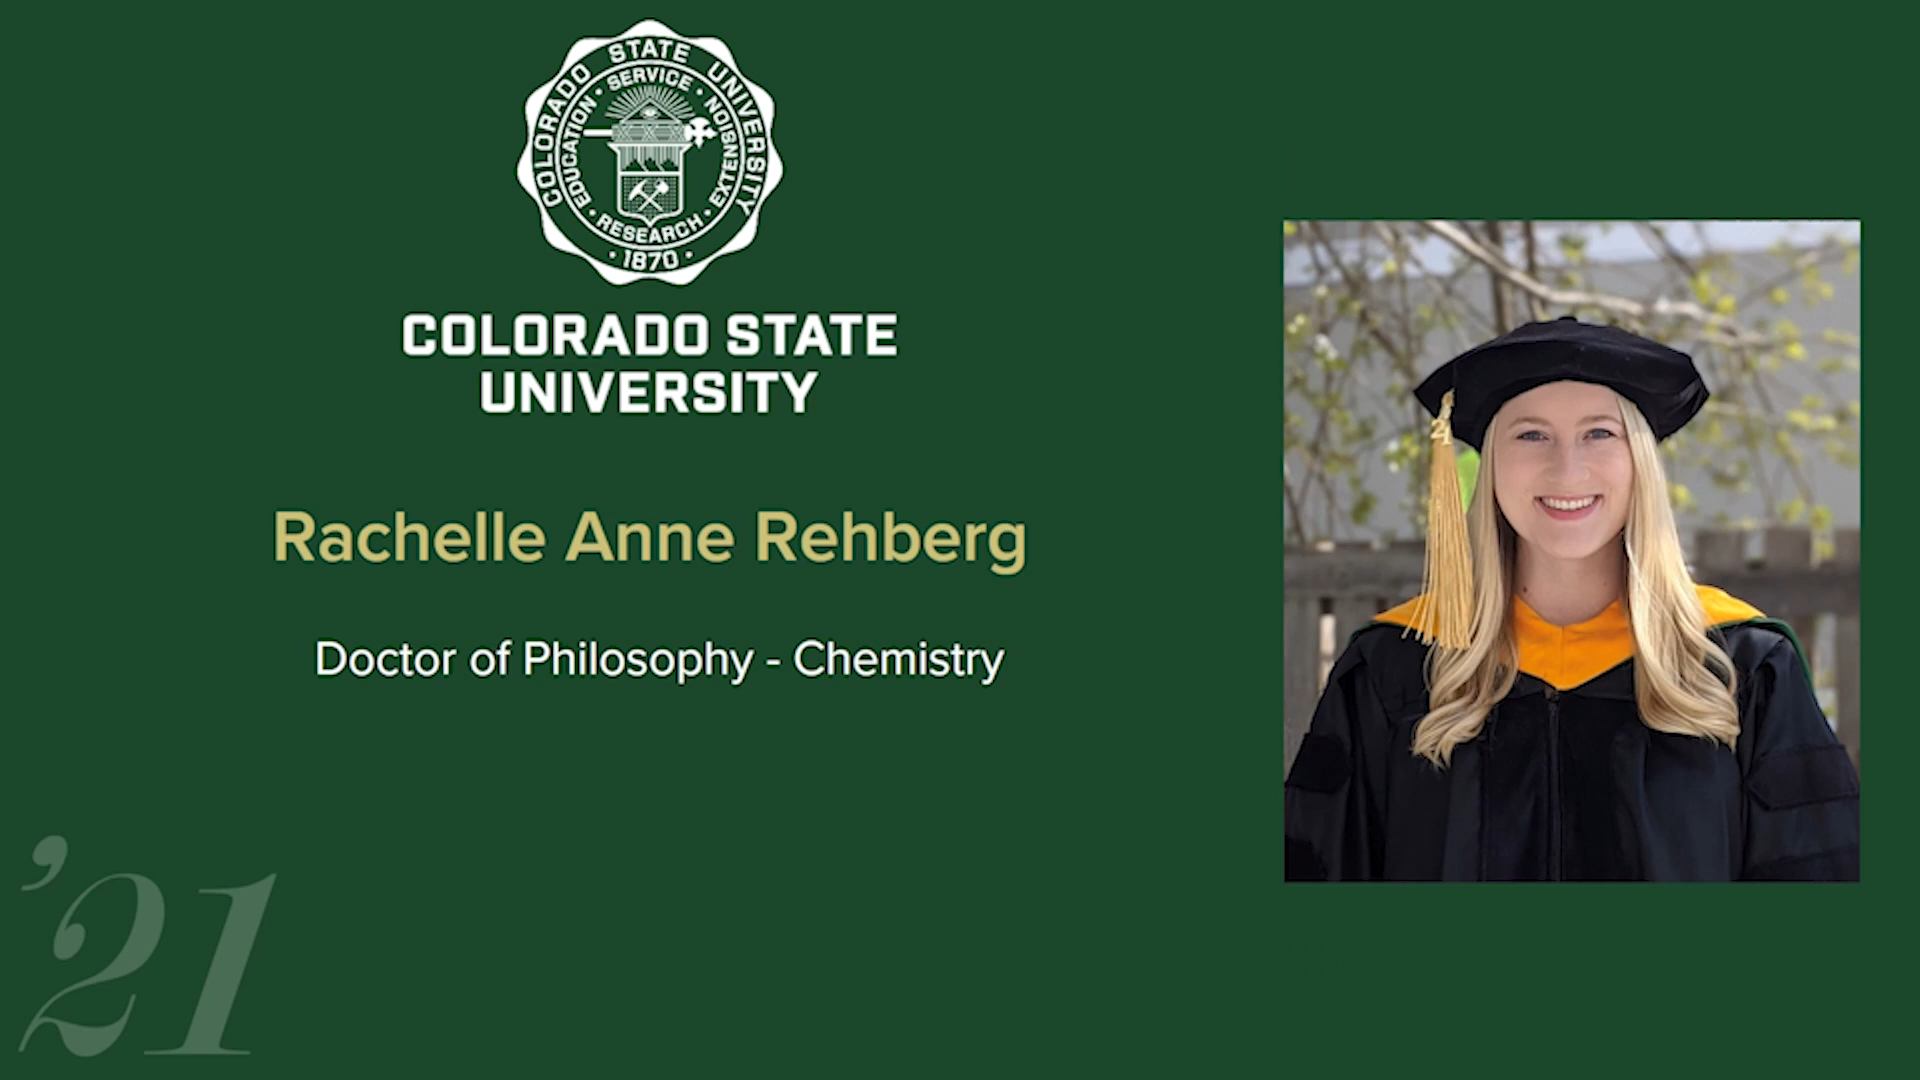 COLORADO STATE UNIVERSITY
EDUCATION • SERVICE • EXTENSION • RESEARCH
• 1870 •
COLORADO STATE
UNIVERSITY
Rachelle Anne Rehberg
Doctor of Philosophy - Chemistry
’21
21